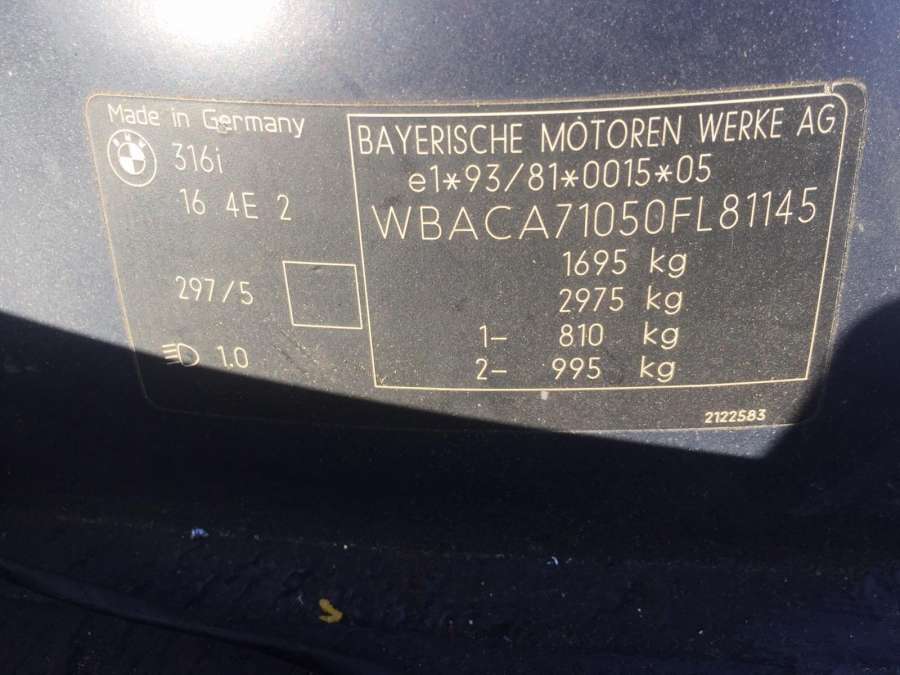 Made in Germany
BMW
316i
16 4E 2
297/5
1.0
BAYERISCHE MOTOREN WERKE AG
e1*93/81*0015*05
WBACA71050FL81145
1695 kg
2975 kg
1- 810 kg
2- 995 kg
2122583